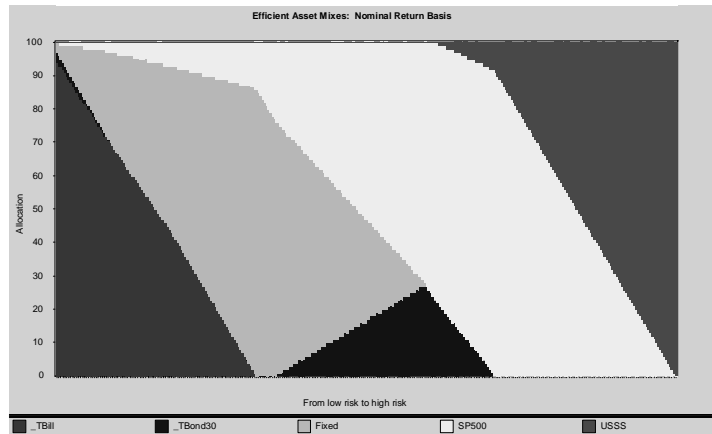 Efficient Asset Mixes: Nominal Return Basis
100
90
80
70
60
50
40
30
20
10
0
Allocation
From low risk to high risk
_TBill _TBond30 Fixed SP500 USSS